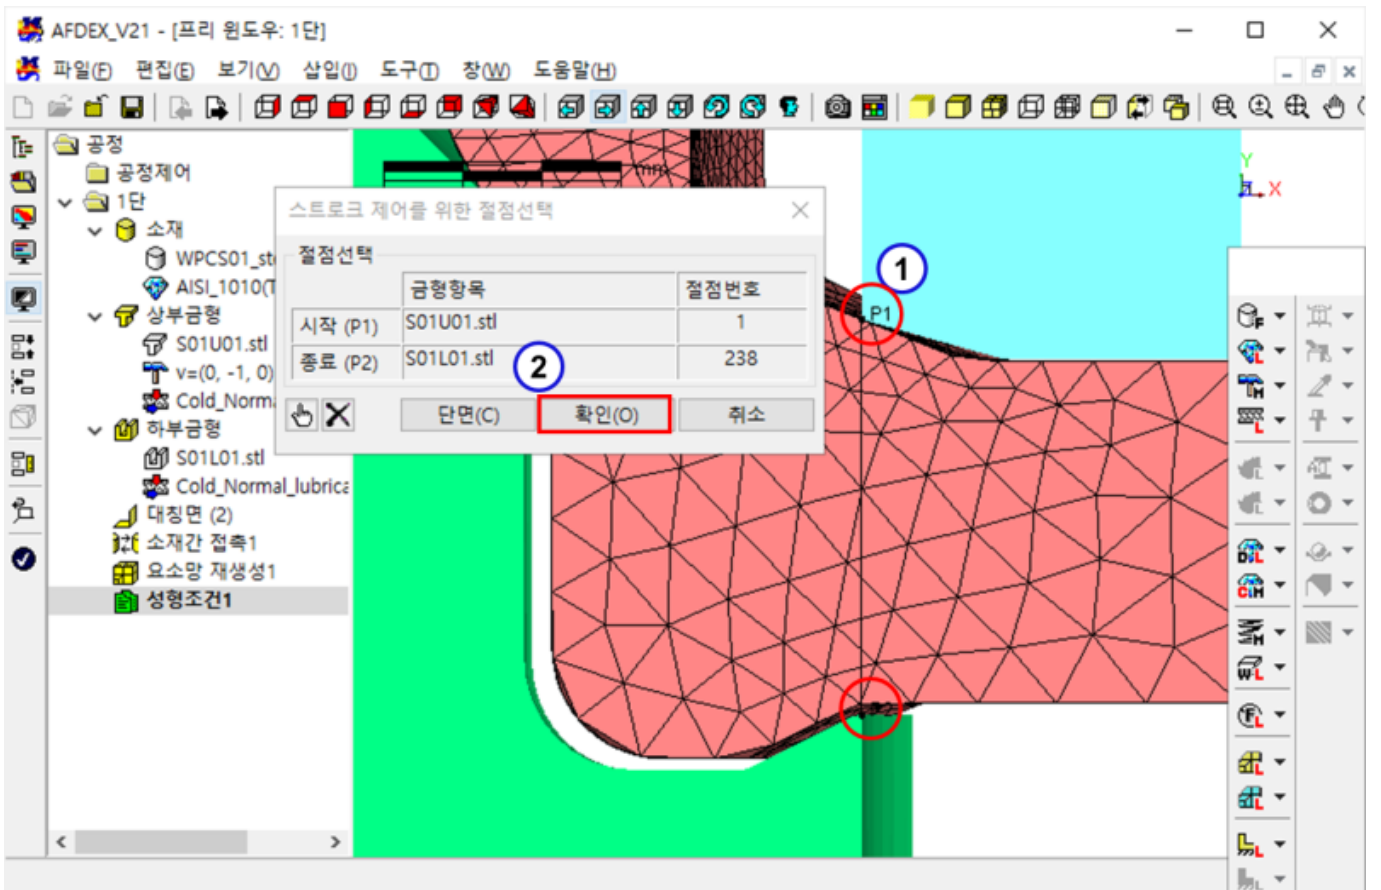 AFDEX_V21 - [프리 윈도우: 1단]
파일(F) 편집(E) 보기(V) 삽입(I) 도구(T) 창(W) 도움말(H)
공정
공정제어
1단
소재
WPCS01_st
AISI_1010(T
상부금형
S01U01.stl
v=(0, -1, 0)
Cold_Norm
하부금형
S01L01.stl
Cold_Normal_lubrica
대칭면 (2)
소재간 접촉1
요소망 재생성1
성형조건1
mm
스트로크 제어를 위한 절점선택
절점선택
금형항목 절점번호
시작 (P1) S01U01.stl 1
종료 (P2) S01L01.stl 238
단면(C) 확인(O) 취소
2
1
P1
Y
X